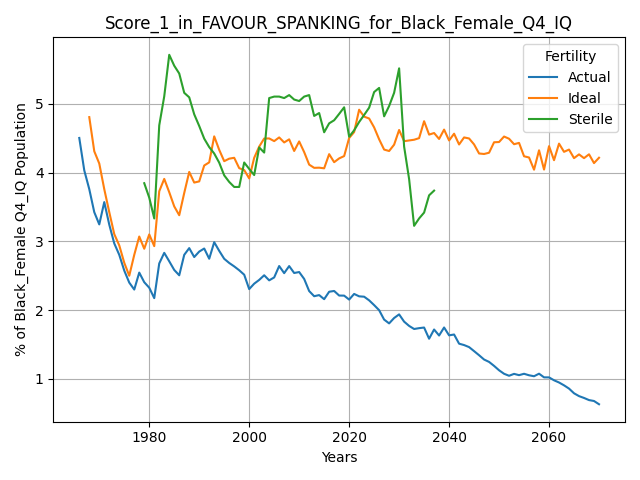 Score_1_in_FAVOUR_SPANKING_for_Black_Female_Q4_IQ
Fertility
Actual
Ideal
Sterile
% of Black_Female Q4_IQ Population
5
4
3
2
1
1980 2000 2020 2040 2060
Years